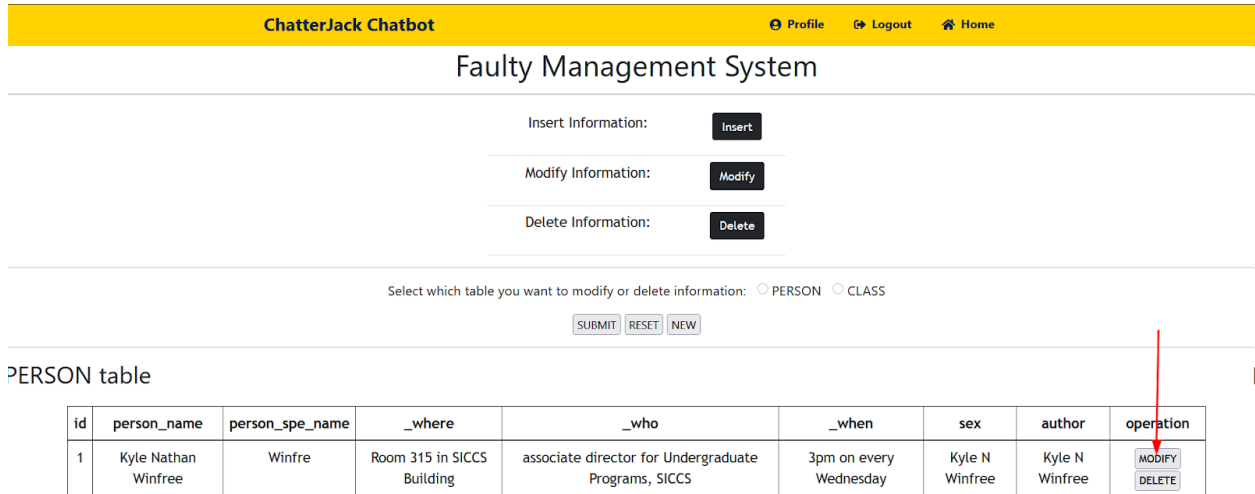 ChatterJack Chatbot Profile Logout Home
Faulty Management System
Insert Information: Insert
Modify Information: Modify
Delete Information: Delete
Select which table you want to modify or delete information: PERSON CLASS
SUBMIT RESET NEW
PERSON table
id person_name person_spe_name _where _who _when sex author operation
1 Kyle Nathan Winfre Room 315 in SICCS associate director for Undergraduate 3pm on every Kyle N Kyle N MODIFY
Winfree Building Programs, SICCS Wednesday Winfree Winfree DELETE